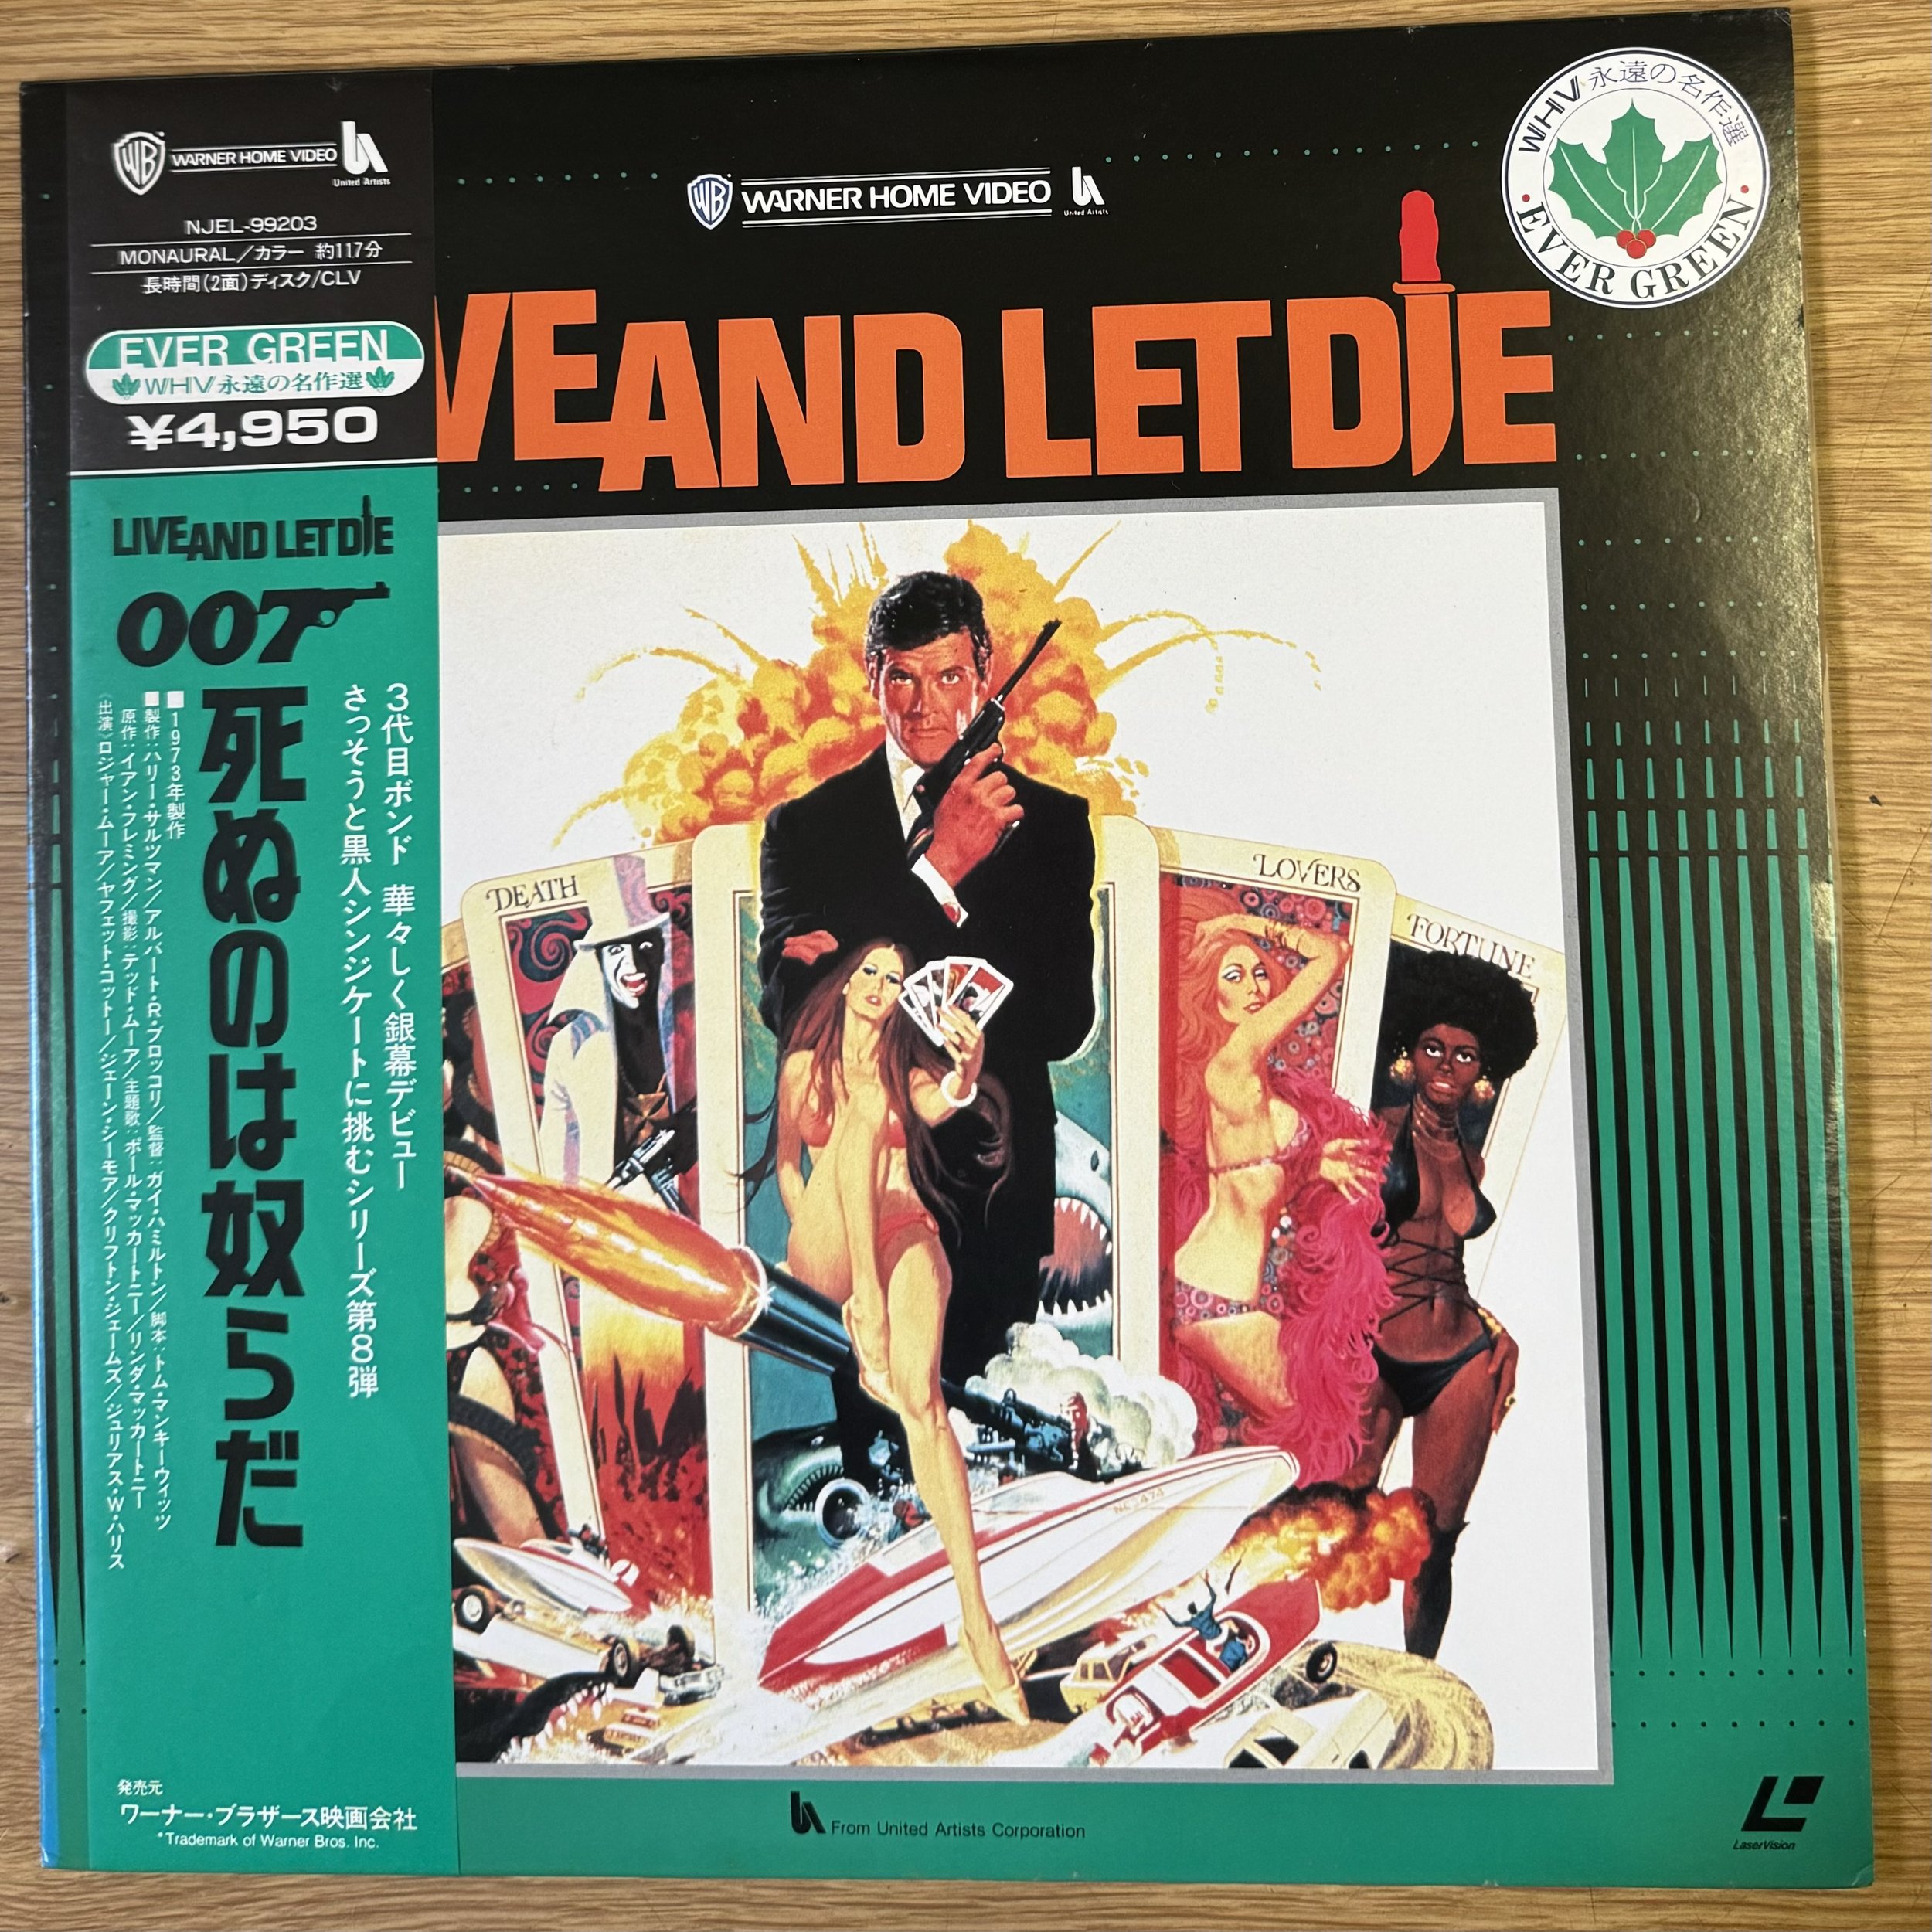 WB WARNER HOME VIDEO
United Artists
NJEL-99203
MONAURAL／カラー 約117分
長時間(2面)ディスク/CLV
EVER GREEN
WHV永遠の名作選
¥4,950
LIVE AND LET DIE
007
死ぬのは奴らだ
3代目ボンド 華々しく銀幕デビュー
さっそうと黒人シンジケートに挑むシリーズ第8弾
■1973年製作
■製作：ハリー・サルツマン／アルバート・R・ブロッコリ／監督：ガイ・ハミルトン／脚本：トム・マンキーウィッツ
原作：イアン・フレミング／撮影：テッド・ムーア／主題歌：ポール・マッカートニー／リンダ・マッカートニー
〈出演〉ロジャー・ムーア／ヤフェット・コットー／ジェーン・シーモア／クリフトン・ジェームズ／ジュリアス・W・ハリス
発売元
ワーナー・ブラザース映画会社
*Trademark of Warner Bros. Inc.
WB WARNER HOME VIDEO
United Artists
WHV永遠の名作選
・EVER GREEN・
VE AND LET DIE
DEATH
LOVERS
FORTUNE
From United Artists Corporation
LaserVision